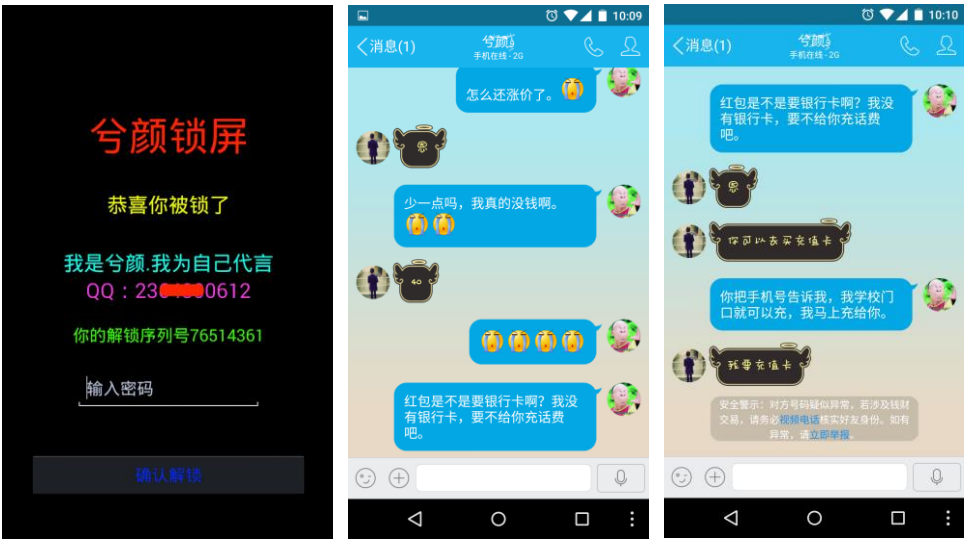 兮颜锁屏
恭喜你被锁了
我是兮颜.我为自己代言
QQ：230612
你的解锁序列号76514361
输入密码
确认解锁
10:09
消息(1)
手机在线 - 2G
怎么还涨价了。
恩
少一点吗，我真的没钱啊。
40
红包是不是要银行卡啊？我没
有银行卡，要不给你充话费
吧。
10:10
消息(1)
手机在线 - 2G
红包是不是要银行卡啊？我没
有银行卡，要不给你充话费
吧。
恩
你可以去买充值卡
你把手机号告诉我，我学校门
口就可以充，我马上充给你。
我要充值卡
安全警示：对方号码疑似异常，若涉及钱财
交易，请务必视频电话核实好友身份。如有
异常，请立即举报。